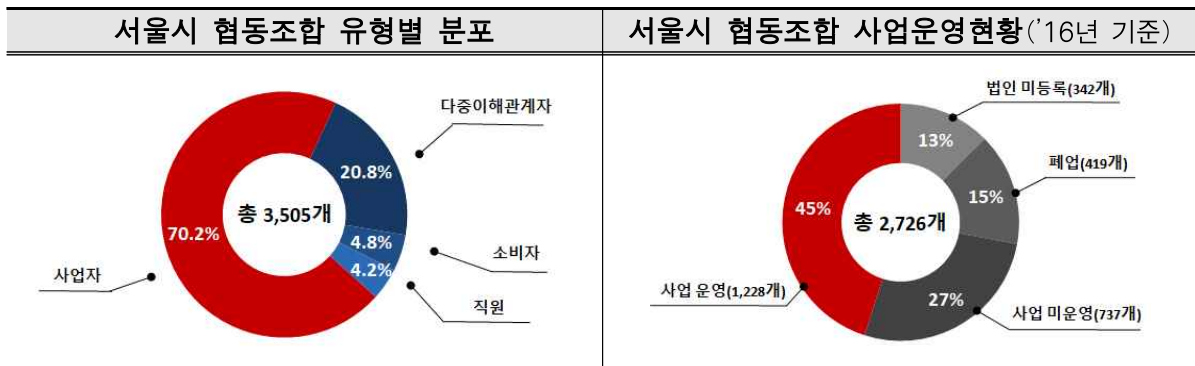 서울시 협동조합 유형별 분포
다중이해관계자
20.8%
총 3,505개
70.2%
4.8%
4.2%
소비자
사업자
직원
서울시 협동조합 사업운영현황('16년 기준)
법인 미등록(342개)
13%
폐업(419개)
15%
45%
총 2,726개
사업 운영(1,228개)
27%
사업 미운영(737개)